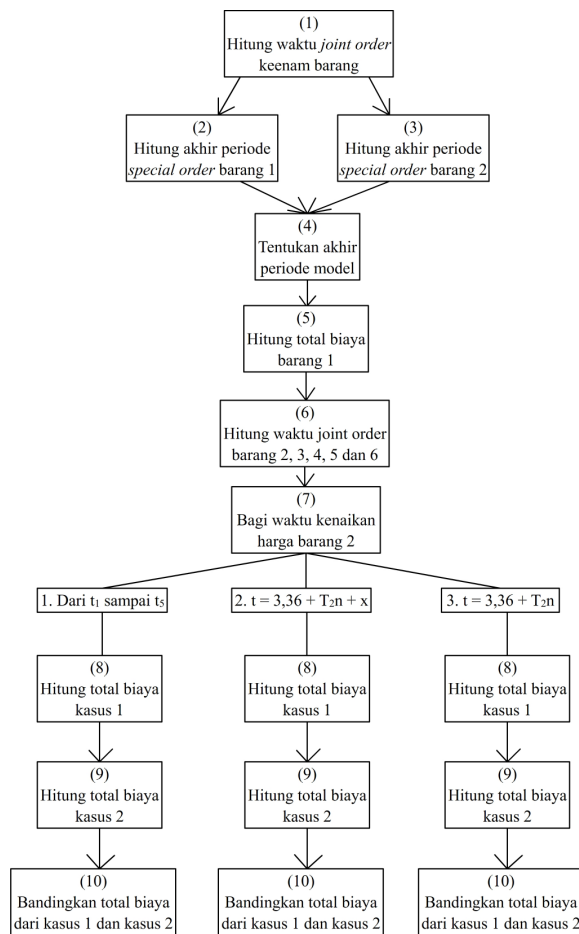 (1)
Hitung waktu joint order
keenam barang
(2)
Hitung akhir periode
special order barang 1
(3)
Hitung akhir periode
special order barang 2
(4)
Tentukan akhir
periode model
(5)
Hitung total biaya
barang 1
(6)
Hitung waktu joint order
barang 2, 3, 4, 5 dan 6
(7)
Bagi waktu kenaikan
harga barang 2
1. Dari t₁ sampai t₅
2. t = 3,36 + T₂n + x
3. t = 3,36 + T₂n
(8)
Hitung total biaya
kasus 1
(8)
Hitung total biaya
kasus 1
(8)
Hitung total biaya
kasus 1
(9)
Hitung total biaya
kasus 2
(9)
Hitung total biaya
kasus 2
(9)
Hitung total biaya
kasus 2
(10)
Bandingkan total biaya
dari kasus 1 dan kasus 2
(10)
Bandingkan total biaya
dari kasus 1 dan kasus 2
(10)
Bandingkan total biaya
dari kasus 1 dan kasus 2